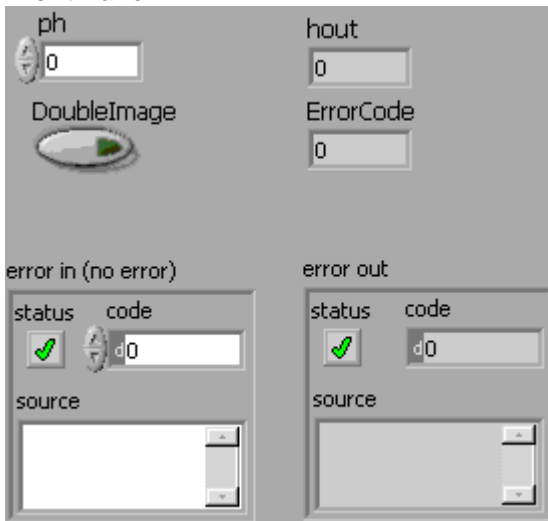 ph
hout
0
0
DoubleImage
ErrorCode
0
error in (no error)
error out
status code
status code
d0
d0
source
source